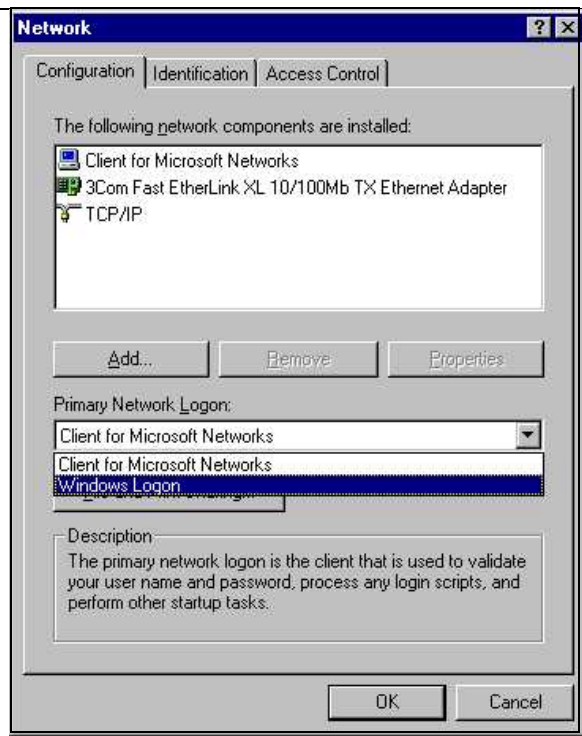 Network
Configuration Identification Access Control
The following network components are installed:
Client for Microsoft Networks
3Com Fast EtherLink XL 10/100Mb TX Ethernet Adapter
TCP/IP
Add... Remove Properties
Primary Network Logon:
Client for Microsoft Networks
Client for Microsoft Networks
Windows Logon
Description
The primary network logon is the client that is used to validate
your user name and password, process any login scripts, and
perform other startup tasks.
OK Cancel